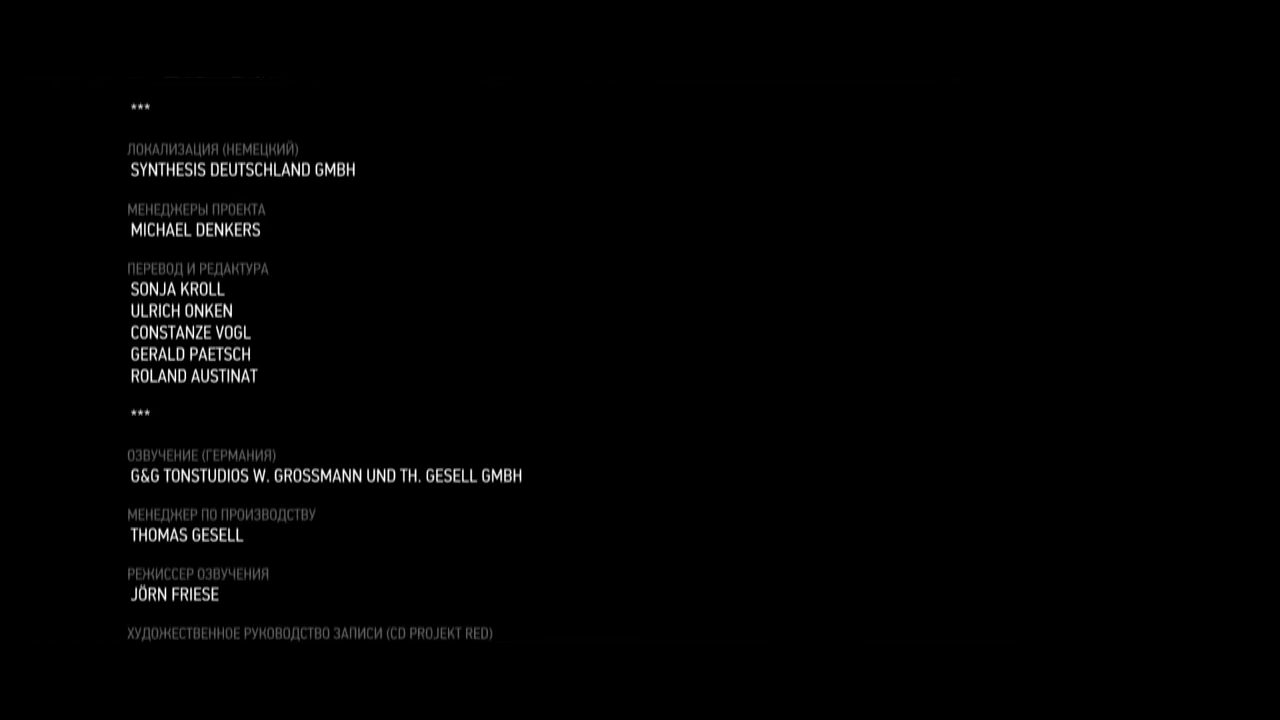 ***
ЛОКАЛИЗАЦИЯ (НЕМЕЦКИЙ)
SYNTHESIS DEUTSCHLAND GMBH
МЕНЕДЖЕРЫ ПРОЕКТА
MICHAEL DENKERS
ПЕРЕВОД И РЕДАКТУРА
SONJA KROLL
ULRICH ONKEN
CONSTANZE VOGL
GERALD PAETSCH
ROLAND AUSTINAT
***
ОЗВУЧЕНИЕ (ГЕРМАНИЯ)
G&G TONSTUDIOS W. GROSSMANN UND TH. GESELL GMBH
МЕНЕДЖЕР ПО ПРОИЗВОДСТВУ
THOMAS GESELL
РЕЖИССЕР ОЗВУЧЕНИЯ
JÖRN FRIESE
ХУДОЖЕСТВЕННОЕ РУКОВОДСТВО ЗАПИСИ (CD PROJEKT RED)